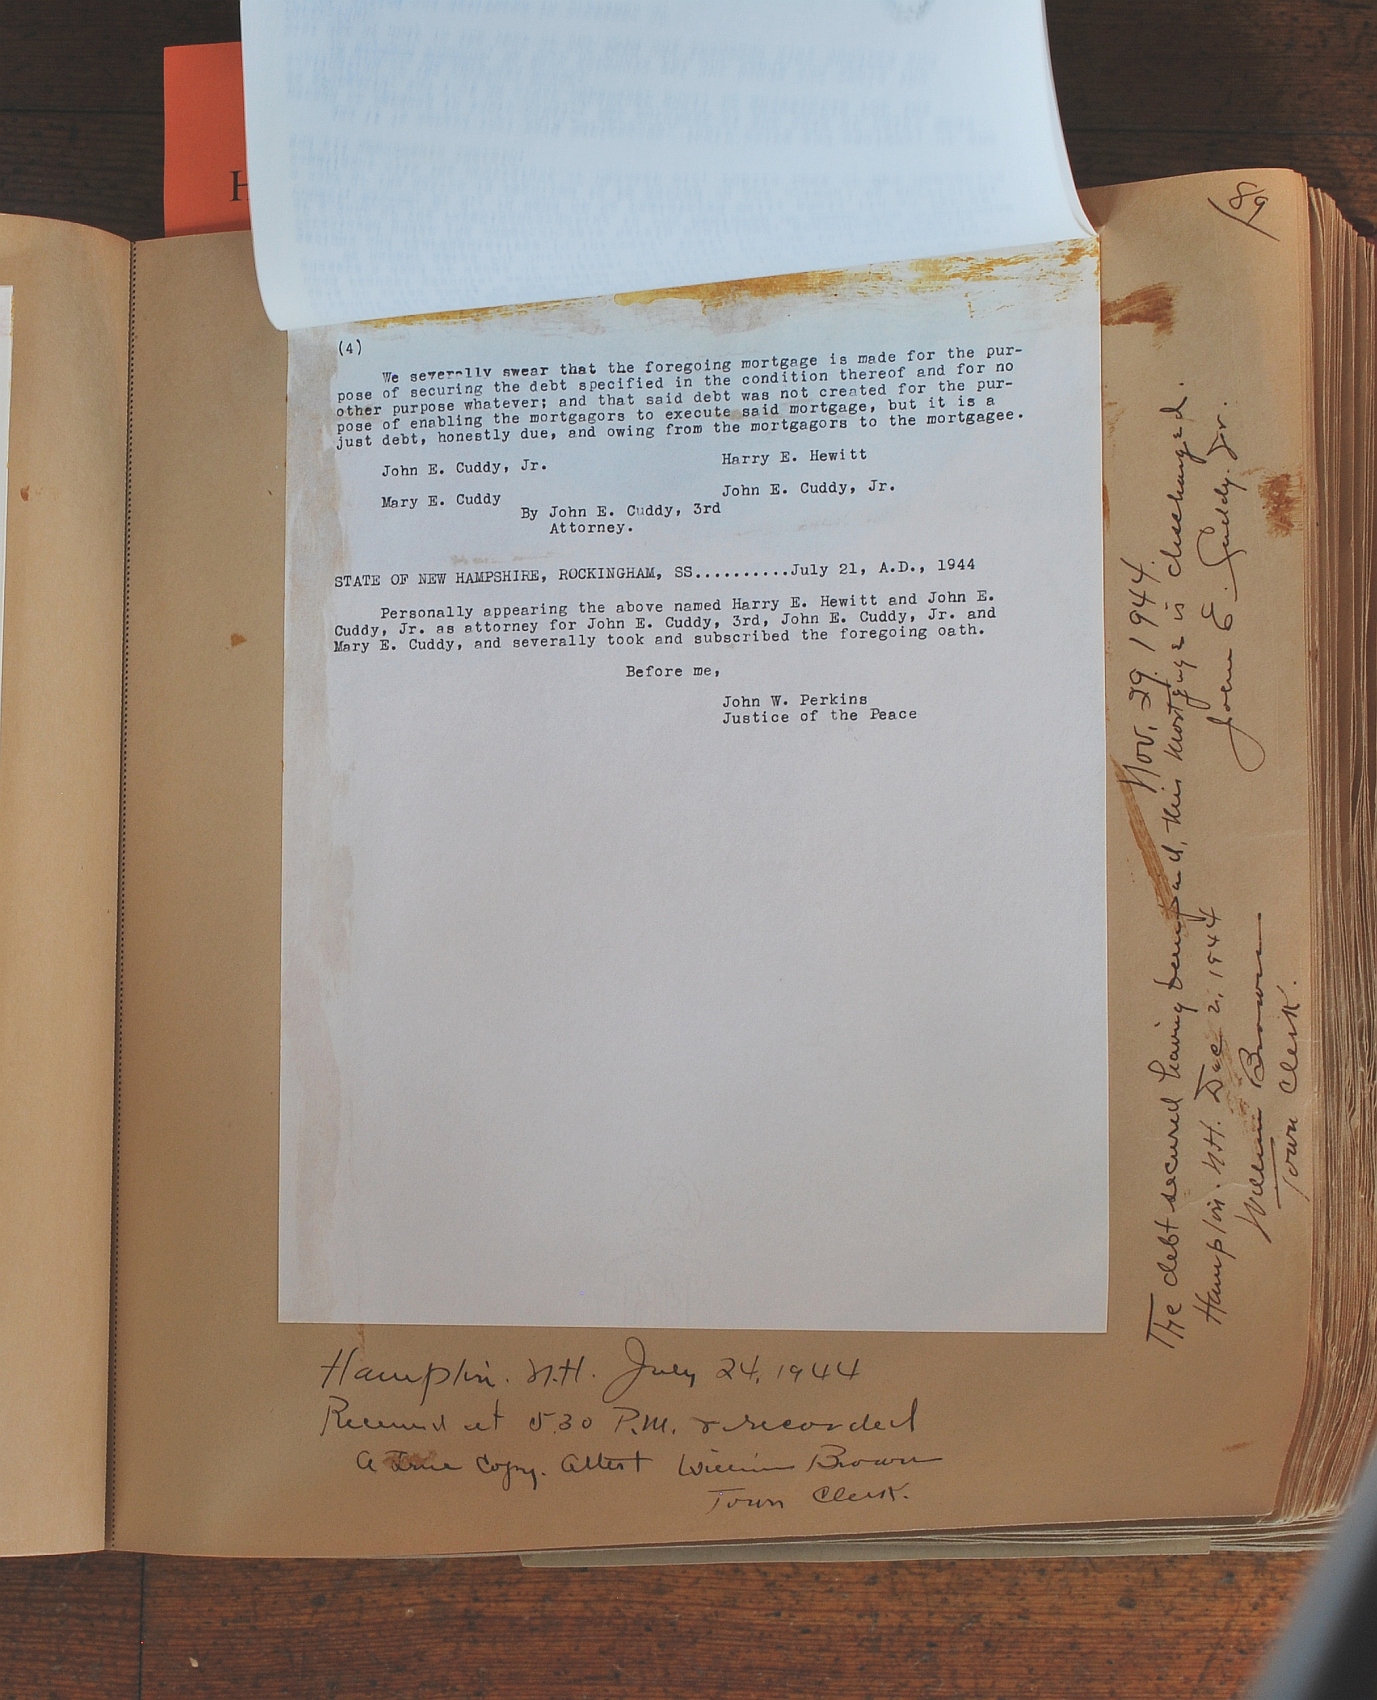 H
189
(4)
We severally swear that the foregoing mortgage is made for the pur-
pose of securing the debt specified in the condition thereof and for no
other purpose whatever; and that said debt was not created for the pur-
pose of enabling the mortgagors to execute said mortgage, but it is a
just debt, honestly due, and owing from the mortgagors to the mortgagee.
John E. Cuddy, Jr. Harry E. Hewitt
Mary E. Cuddy John E. Cuddy, Jr.
By John E. Cuddy, 3rd
Attorney.
STATE OF NEW HAMPSHIRE, ROCKINGHAM, SS..........July 21, A.D., 1944
Personally appearing the above named Harry E. Hewitt and John E.
Cuddy, Jr. as attorney for John E. Cuddy, 3rd, John E. Cuddy, Jr. and
Mary E. Cuddy, and severally took and subscribed the foregoing oath.
Before me,
John W. Perkins
Justice of the Peace
Hampton. N.H. July 24, 1944
Received at 5.30 P.M. & recorded
A True Copy. Attest William Brown
Town Clerk.
Nov. 29, 1944.
The debt secured having been paid, this mortgage is discharged.
John E. Cuddy. Jr.
Hampton. N.H. Dec 2, 1944
William Brown
Town Clerk.